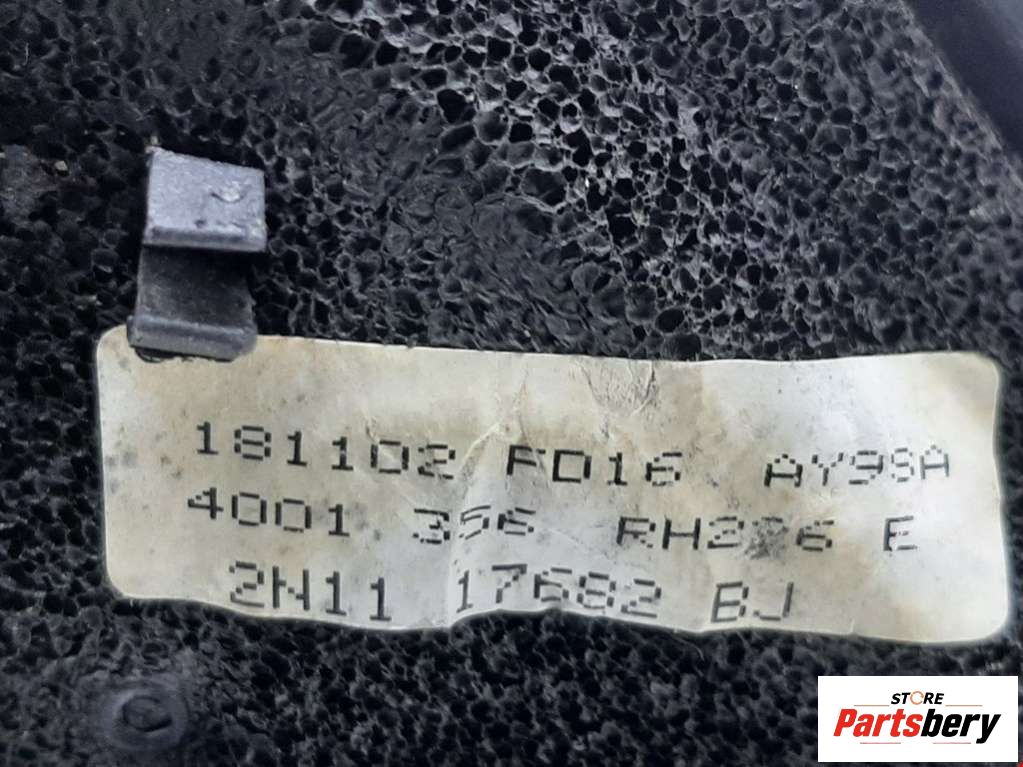 181102 FD16 AY9SA
4001 356 E
2N11 17682 BJ
STORE
Partsbery